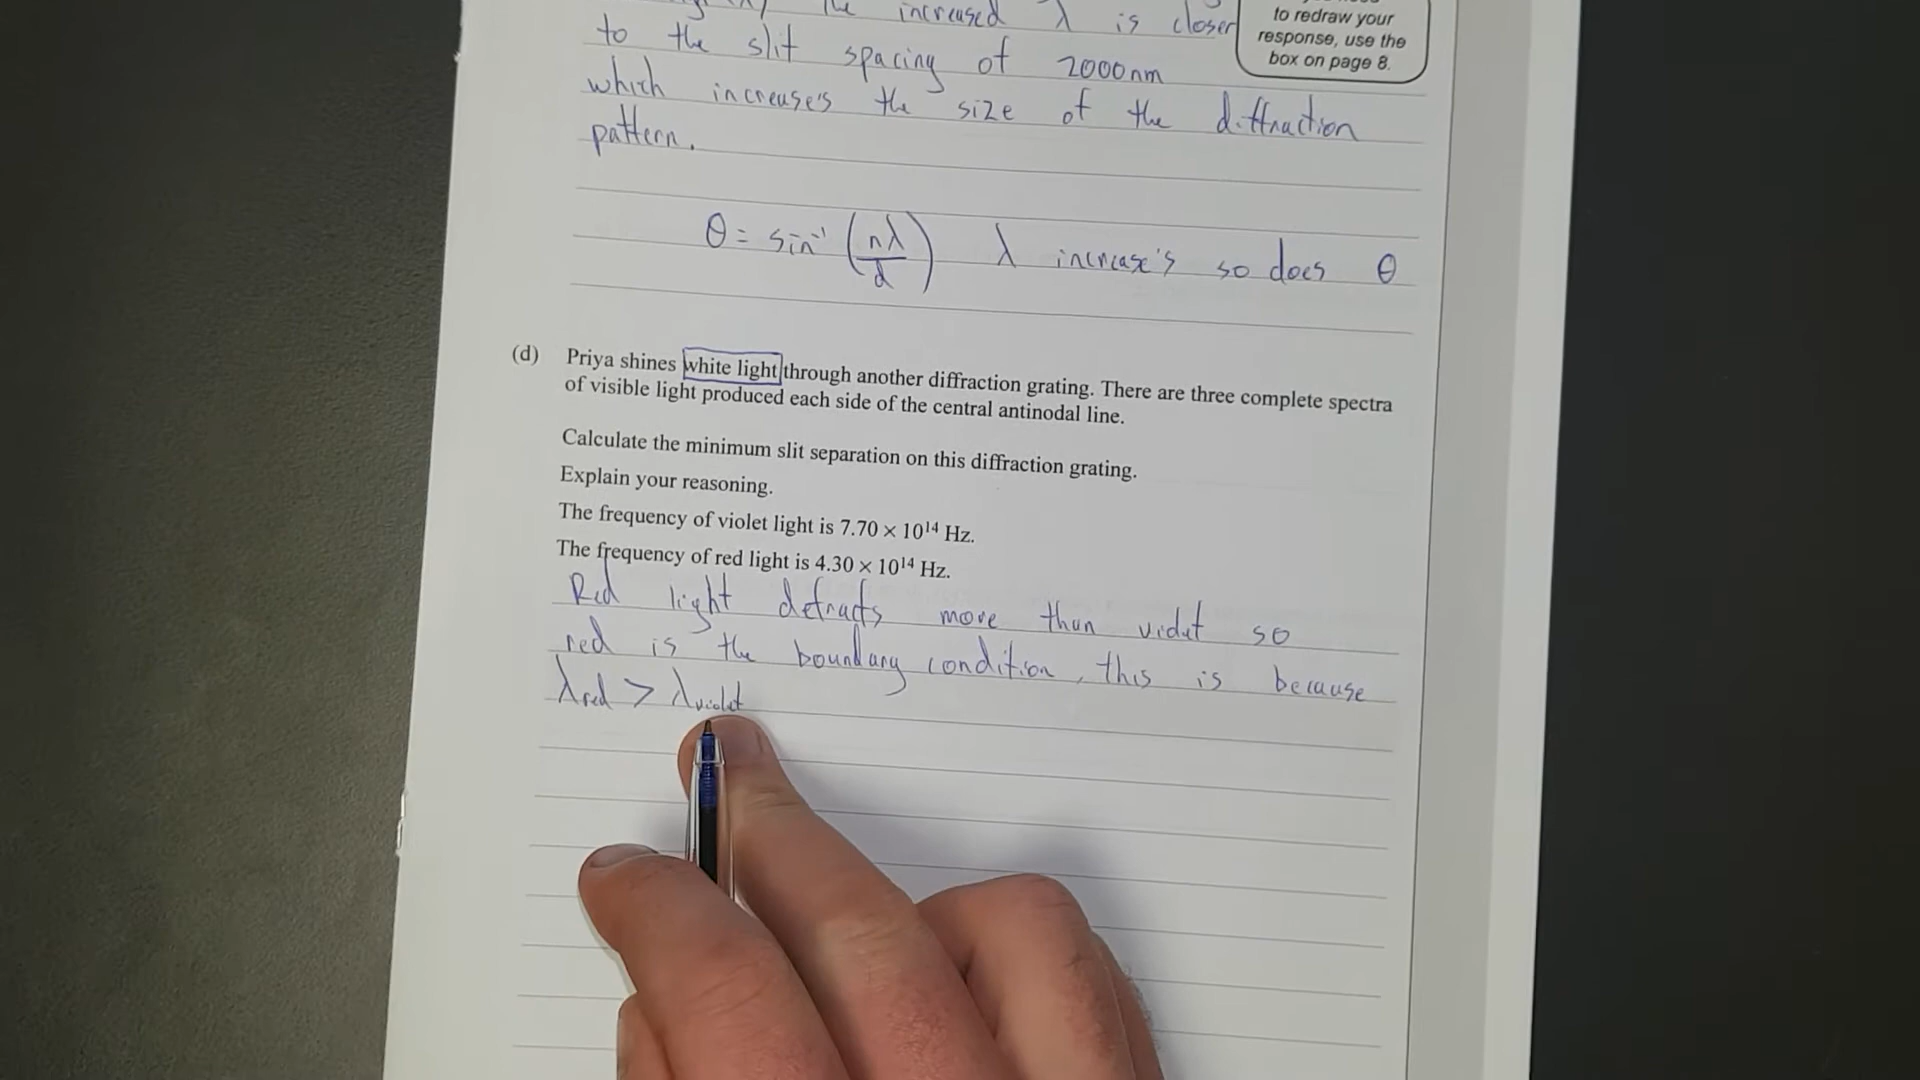 the increased λ is closer
to redraw your
response, use the
box on page 8.
to the slit spacing of 2000nm
which increase's the size of the diffraction
pattern.
θ = sin⁻¹ (nλ/d) λ increase's so does θ
(d) Priya shines white light through another diffraction grating. There are three complete spectra
of visible light produced each side of the central antinodal line.
Calculate the minimum slit separation on this diffraction grating.
Explain your reasoning.
The frequency of violet light is 7.70 × 10¹⁴ Hz.
The frequency of red light is 4.30 × 10¹⁴ Hz.
Red light defracts more than violet so
red is the boundary condition, this is because
λred > λviolet